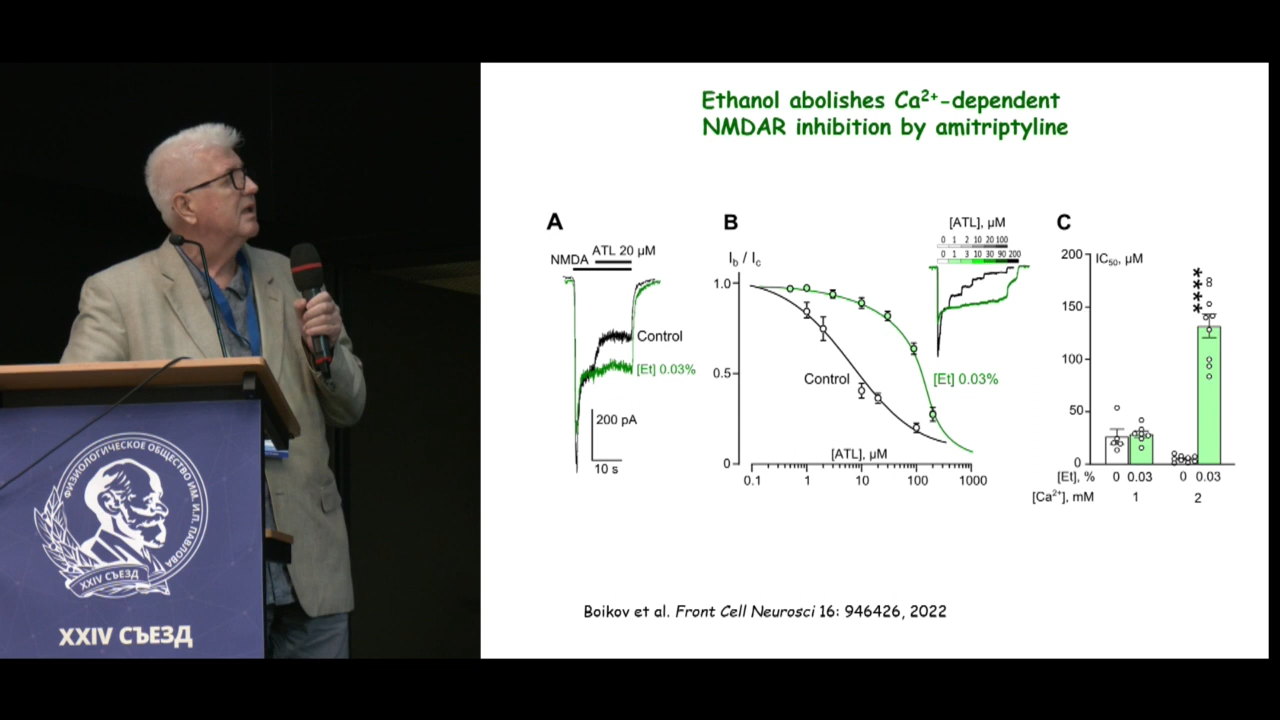 Ethanol abolishes Ca²⁺-dependent
NMDAR inhibition by amitriptyline
A
NMDA
ATL 20 µM
Control
[Et] 0.03%
200 pA
10 s
B
I_b / I_c
1.0
0.5
0
0.1 1 10 100 1000
[ATL], µM
Control
[Et] 0.03%
[ATL], µM
0 1 2 10 20 100
0 1 3 10 30 90 200
C
IC₅₀, µM
200
150
100
50
0
****
[Et], % 0 0.03 0 0.03
[Ca²⁺], mM 1 2
Boikov et al. Front Cell Neurosci 16: 946426, 2022
ФИЗИОЛОГИЧЕСКОЕ ОБЩЕСТВО ИМ. И.П. ПАВЛОВА
XXIV СЪЕЗД
XXIV СЪЕЗД